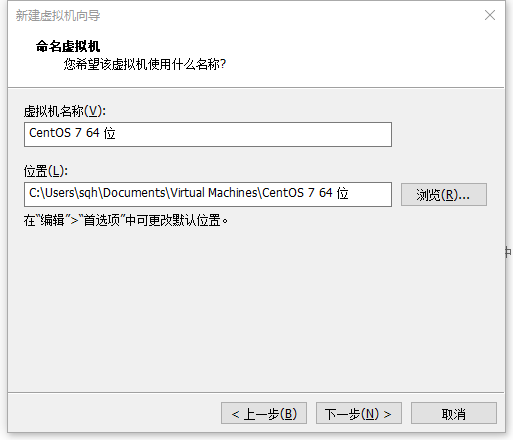 新建虚拟机向导
命名虚拟机
您希望该虚拟机使用什么名称?
虚拟机名称(V):
CentOS 7 64 位
位置(L):
C:\Users\sqh\Documents\Virtual Machines\CentOS 7 64 位
浏览(R)...
在“编辑”>“首选项”中可更改默认位置。
中
< 上一步(B)
下一步(N) >
取消